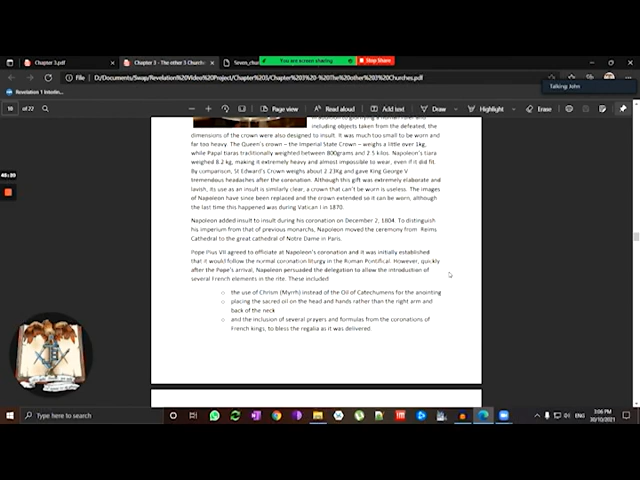 Chapter 3.pdf
Chapter 3 - The other 3 Church
Seven_chu
You are screen sharing
Stop Share
File
D:/Documents/Swap/Revelation%20Video%20Project/Chapter%203/Chapter%203%20-%20The%20other%203%20Churches.pdf
Talking: John
Revelation 1 Interlin...
16 of 22
Page view
Read aloud
Add text
Draw
Highlight
Erase
including objects taken from the defeated, the
dimensions of the crown were also designed to insult. It was much too small to be worn and
far too heavy. The Queen's crown – the Imperial State Crown – weighs a little over 1kg,
while Papal tiaras traditionally weighted between 800grams and 2.5 kilos. Napoleon's tiara
weighed 8.2 kg, making it extremely heavy and almost impossible to wear, even if it did fit.
By comparison, St Edward's Crown weighs about 2.23Kg and gave King George V
tremendous headaches after the coronation. Although this gift was extremely elaborate and
lavish, its use as an insult is similarly clear, a crown that can't be worn is useless. The images
of Napoleon have since been replaced and the crown extended so it can be worn, although
the last time this happened was during Vatican I in 1870.
Napoleon added insult to insult during his coronation on December 2, 1804. To distinguish
his imperium from that of previous monarchs, Napoleon moved the ceremony from Reims
Cathedral to the great cathedral of Notre Dame in Paris.
Pope Pius VII agreed to officiate at Napoleon's coronation and it was initially established
that it would follow the normal coronation liturgy in the Roman Pontifical. However, quickly
after the Pope's arrival, Napoleon persuaded the delegation to allow the introduction of
several French elements in the rite. These included
○ the use of Chrism (Myrrh) instead of the Oil of Catechumens for the anointing
○ placing the sacred oil on the head and hands rather than the right arm and
back of the neck
○ and the inclusion of several prayers and formulas from the coronations of
French kings, to bless the regalia as it was delivered
Type here to search
ENG
3:06 PM
30/10/2021